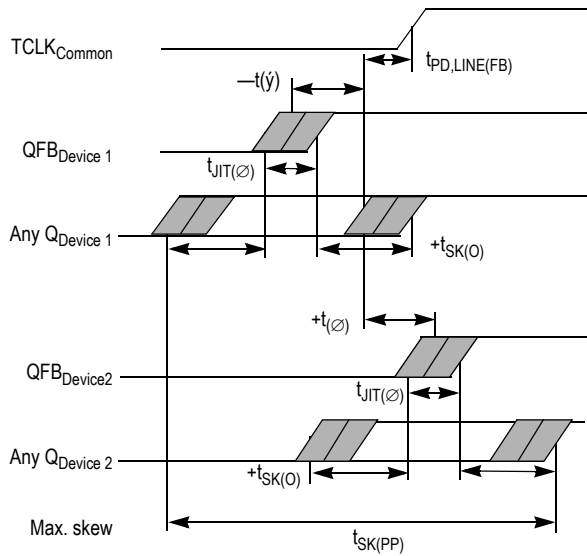 TCLKCommon
tPD,LINE(FB)
—t(ý)
QFBDevice 1
tJIT(∅)
Any QDevice 1
+tSK(O)
+t(∅)
QFBDevice2
tJIT(∅)
Any QDevice 2
+tSK(O)
Max. skew
tSK(PP)